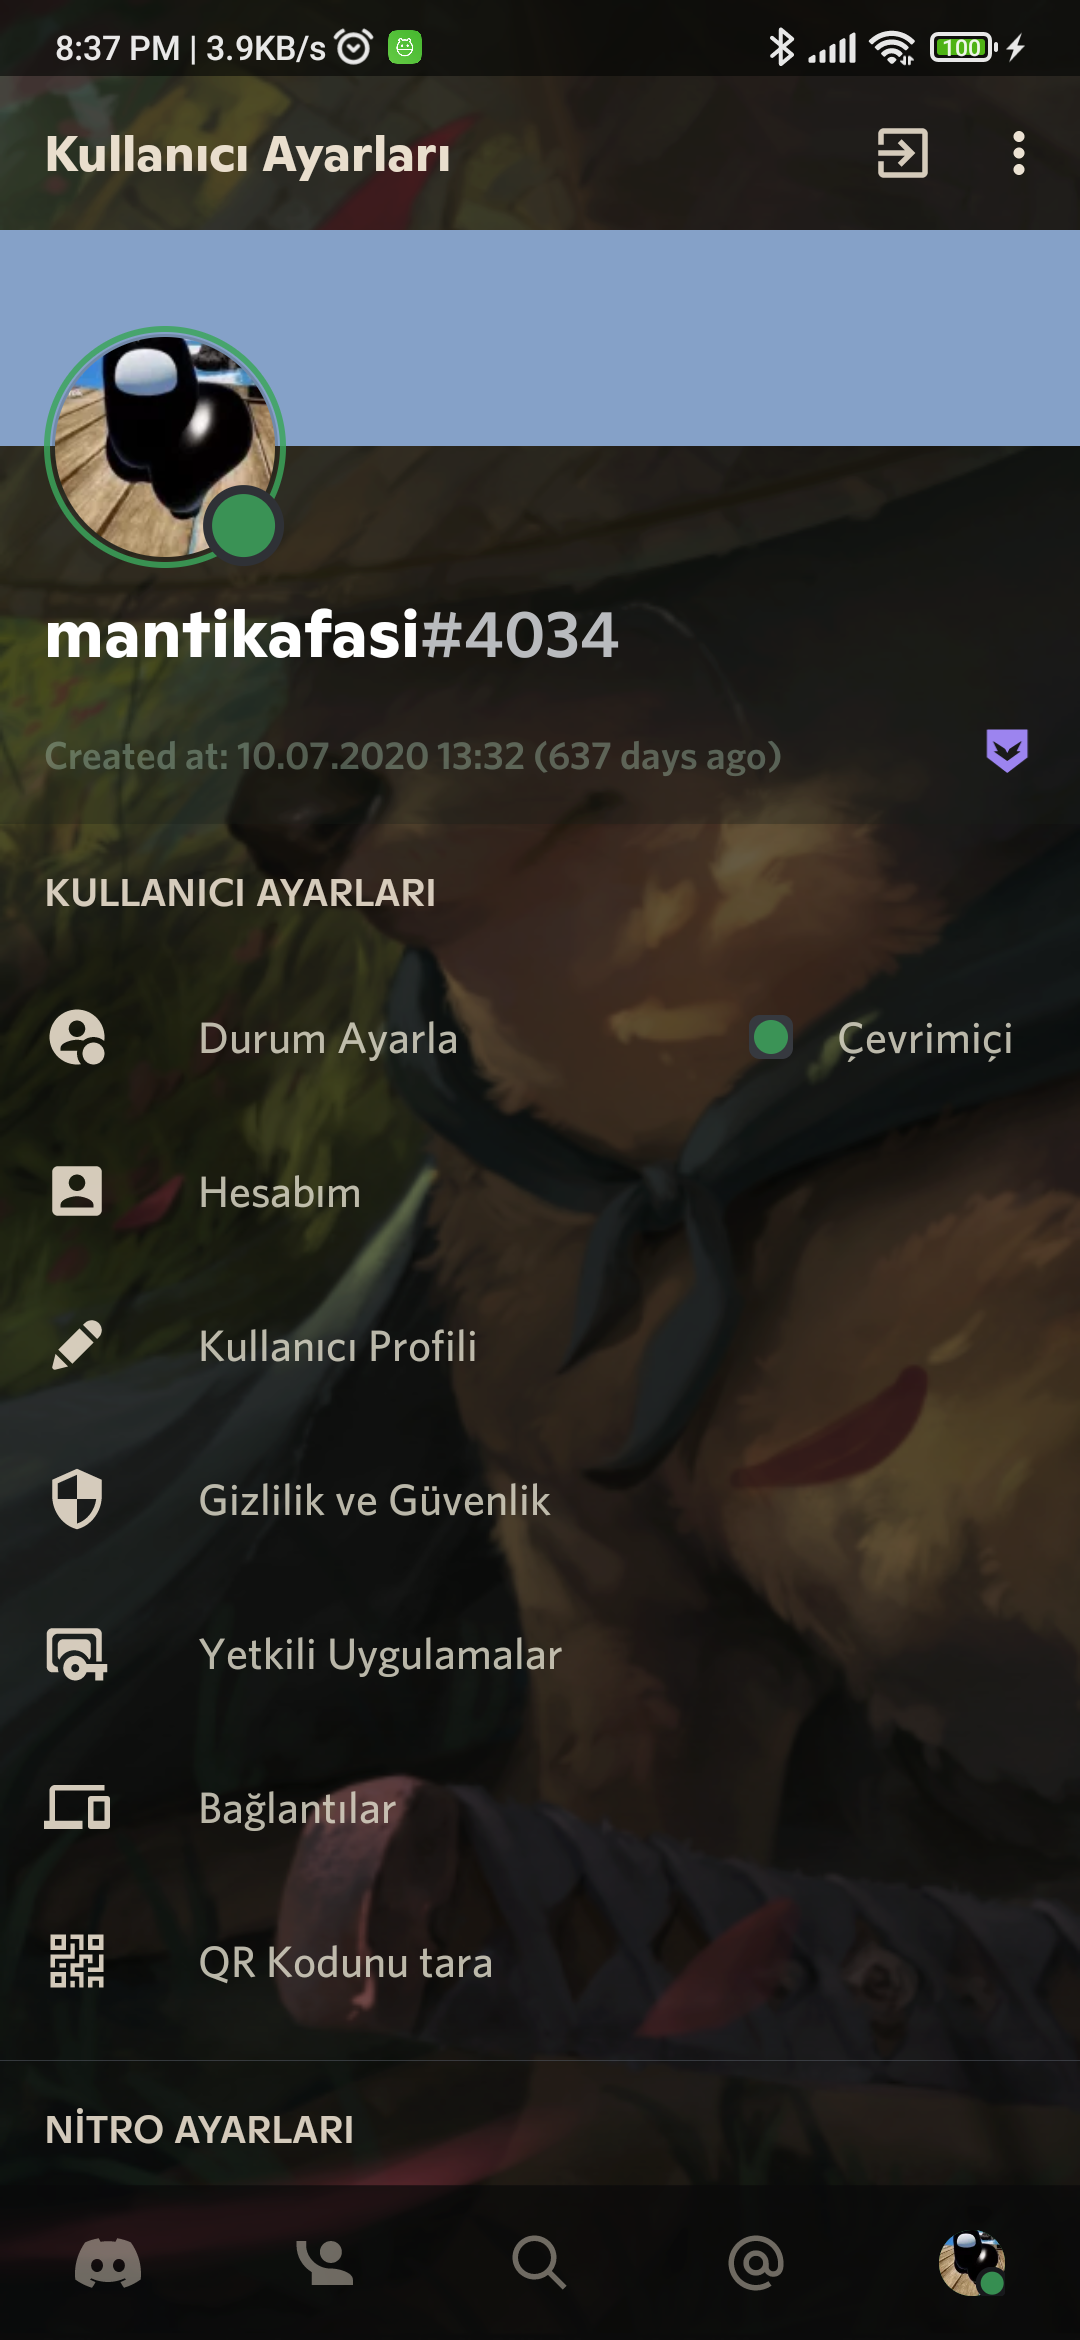 8:37 PM | 3.9KB/s
100
Kullanıcı Ayarları
mantikafasi#4034
Created at: 10.07.2020 13:32 (637 days ago)
KULLANICI AYARLARI
Durum Ayarla
Çevrimiçi
Hesabım
Kullanıcı Profili
Gizlilik ve Güvenlik
Yetkili Uygulamalar
Bağlantılar
QR Kodunu tara
NİTRO AYARLARI